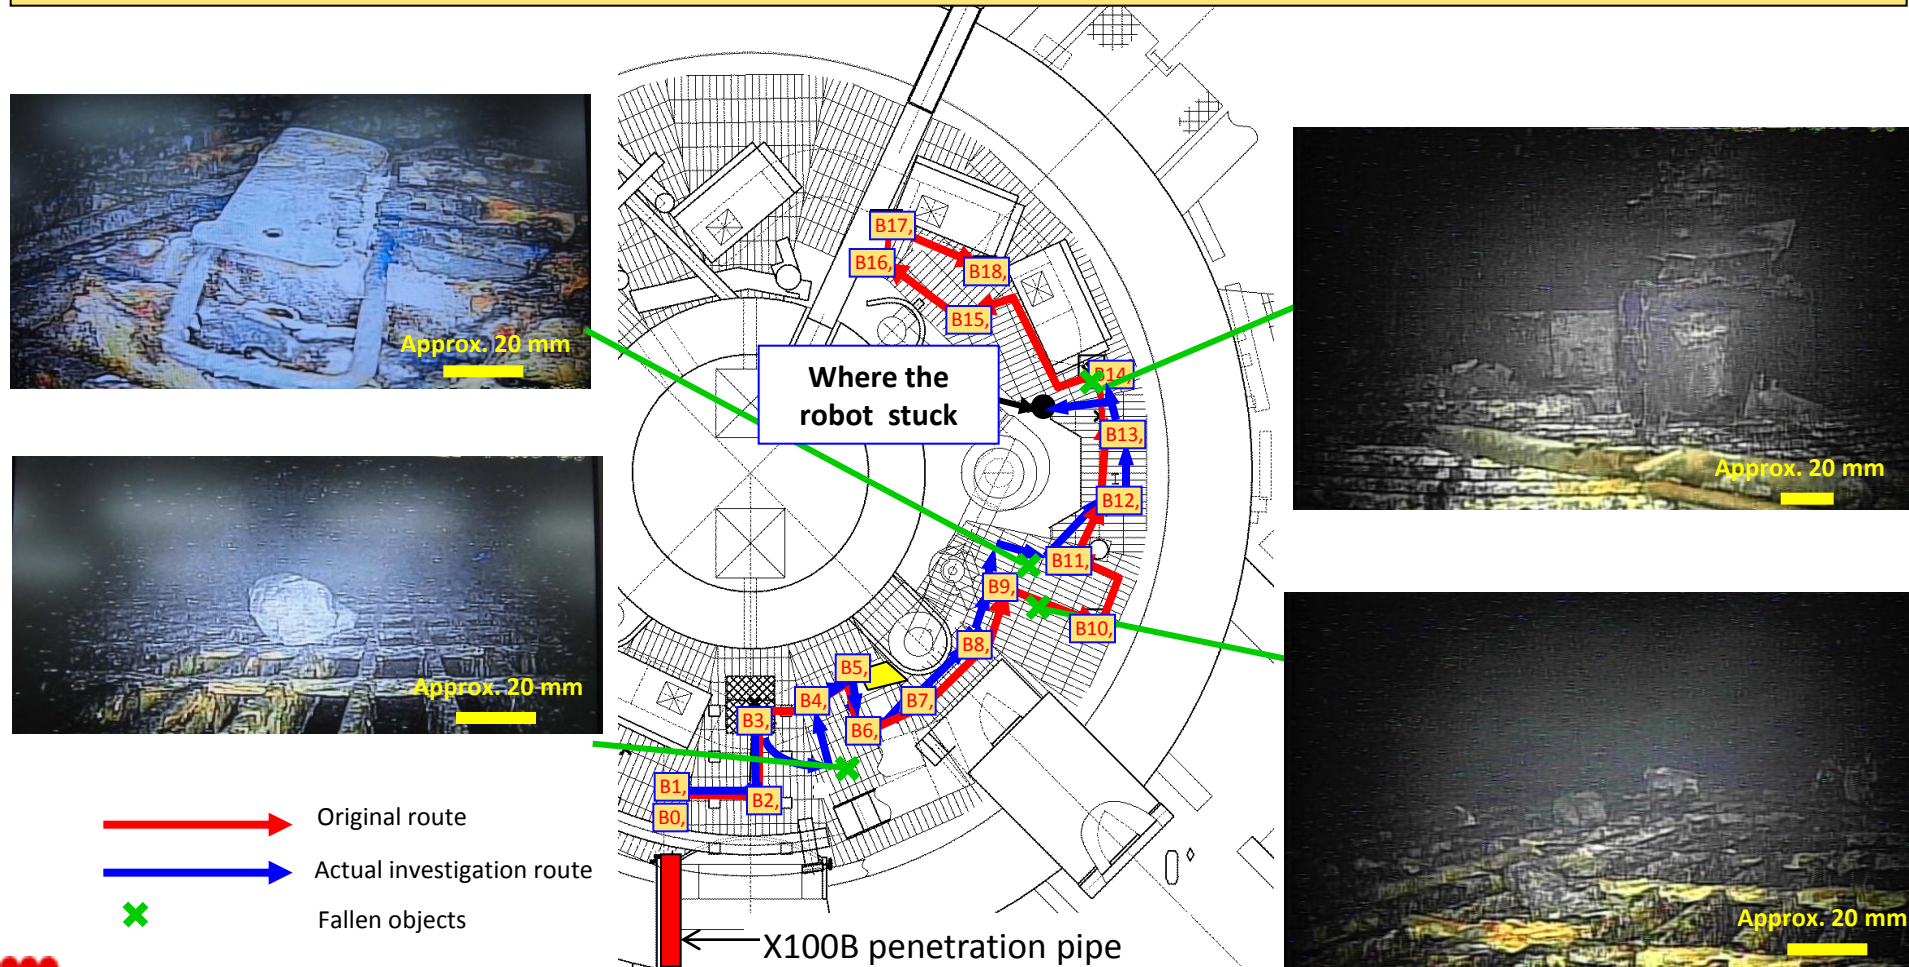 Approx. 20 mm
Approx. 20 mm
Original route
Actual investigation route
Fallen objects
B17,
B16,
B18,
B15,
Where the
robot stuck
B14,
B13,
B12,
B11,
B9,
B10,
B8,
B5,
B4,
B7,
B3,
B6,
B1,
B2,
B0,
X100B penetration pipe
Approx. 20 mm
Approx. 20 mm